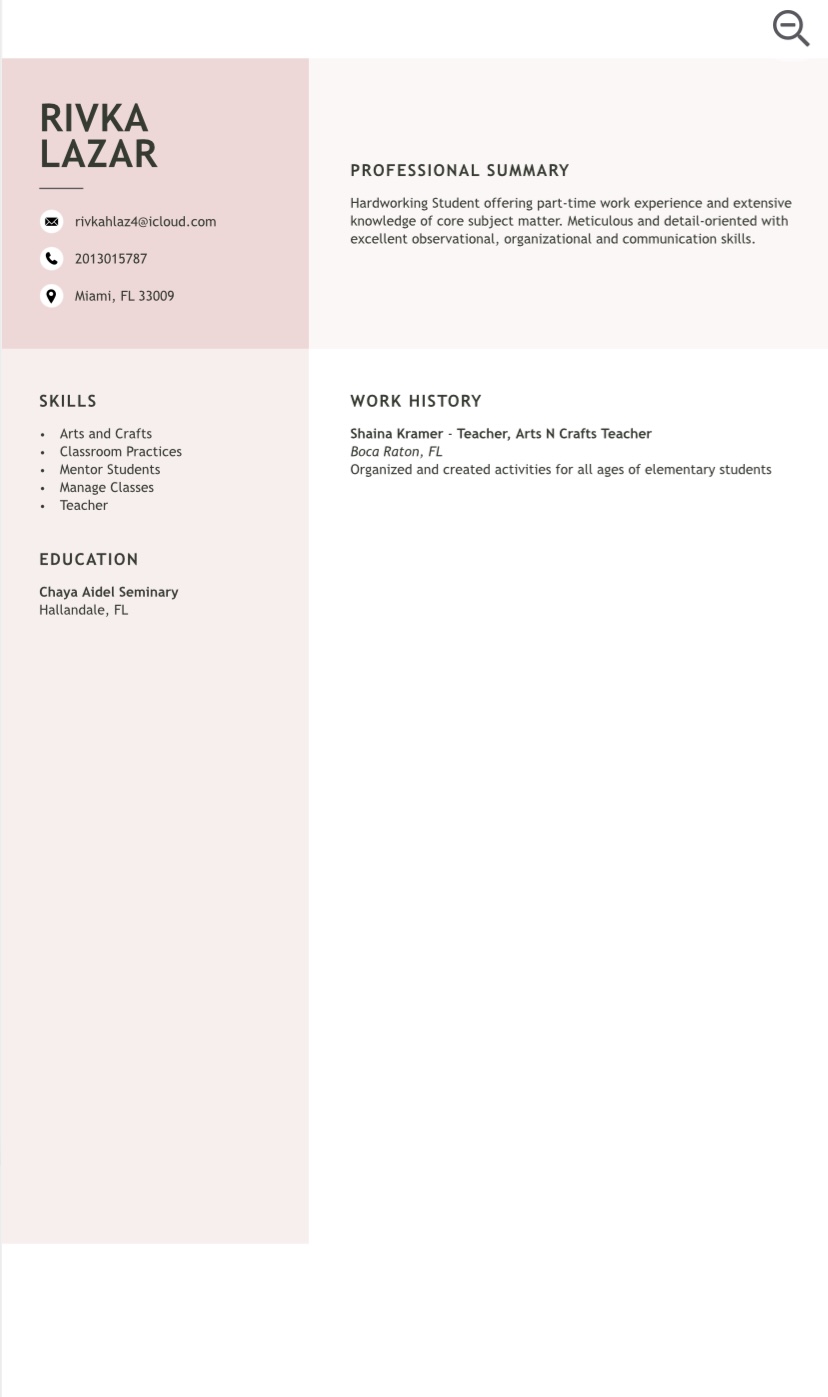 RIVKA
LAZAR
rivkahlaz4@icloud.com
2013015787
Miami, FL 33009
PROFESSIONAL SUMMARY
Hardworking Student offering part-time work experience and extensive
knowledge of core subject matter. Meticulous and detail-oriented with
excellent observational, organizational and communication skills.
SKILLS
• Arts and Crafts
• Classroom Practices
• Mentor Students
• Manage Classes
• Teacher
EDUCATION
Chaya Aidel Seminary
Hallandale, FL
WORK HISTORY
Shaina Kramer - Teacher, Arts N Crafts Teacher
Boca Raton, FL
Organized and created activities for all ages of elementary students